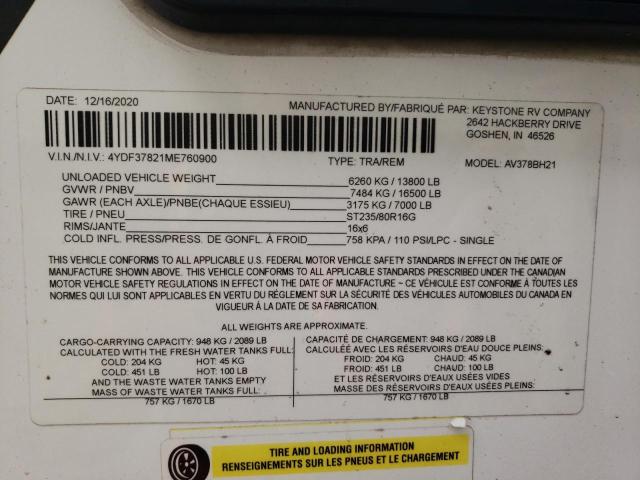 DATE: 12/16/2020
MANUFACTURED BY/FABRIQUÉ PAR: KEYSTONE RV COMPANY
2642 HACKBERRY DRIVE
GOSHEN, IN 46526
V.I.N./N.I.V.: 4YDF37821ME760900 TYPE: TRA/REM MODEL: AV378BH21
UNLOADED VEHICLE WEIGHT 6260 KG / 13800 LB
GVWR / PNBV 7484 KG / 16500 LB
GAWR (EACH AXLE)/PNBE(CHAQUE ESSIEU) 3175 KG / 7000 LB
TIRE / PNEU ST235/80R16G
RIMS/JANTE 16x6
COLD INFL. PRESS/PRESS. DE GONFL. À FROID 758 KPA / 110 PSI/LPC - SINGLE
THIS VEHICLE CONFORMS TO ALL APPLICABLE U.S. FEDERAL MOTOR VEHICLE SAFETY STANDARDS IN EFFECT ON THE DATE OF
MANUFACTURE SHOWN ABOVE. THIS VEHICLE CONFORMS TO ALL APPLICABLE STANDARDS PRESCRIBED UNDER THE CANADIAN
MOTOR VEHICLE SAFETY REGULATIONS IN EFFECT ON THE DATE OF MANUFACTURE ~ CE VÉHICULE EST CONFORME À TOUTES LES
NORMES QUI LUI SONT APPLICABLES EN VERTU DU RÈGLEMENT SUR LA SÉCURITÉ DES VÉHICULES AUTOMOBILES DU CANADA EN
VIGUEUR À LA DATE DE SA FABRICATION.
ALL WEIGHTS ARE APPROXIMATE.
CARGO-CARRYING CAPACITY: 948 KG / 2089 LB
CALCULATED WITH THE FRESH WATER TANKS FULL:
COLD: 204 KG HOT: 45 KG
COLD: 451 LB HOT: 100 LB
AND THE WASTE WATER TANKS EMPTY
MASS OF WASTE WATER TANKS FULL:
757 KG / 1670 LB
CAPACITÉ DE CHARGEMENT: 948 KG / 2089 LB
CALCULÉE AVEC LES RÉSERVOIRS D'EAU DOUCE PLEINS:
FROID: 204 KG CHAUD: 45 KG
FROID: 451 LB CHAUD: 100 LB
ET LES RÉSERVOIRS D'EAUX USÉES VIDES
MASSE DES RÉSERVOIRS D'EAUX USÉES PLEINS:
757 KG / 1670 LB
TIRE AND LOADING INFORMATION
RENSEIGNEMENTS SUR LES PNEUS ET LE CHARGEMENT